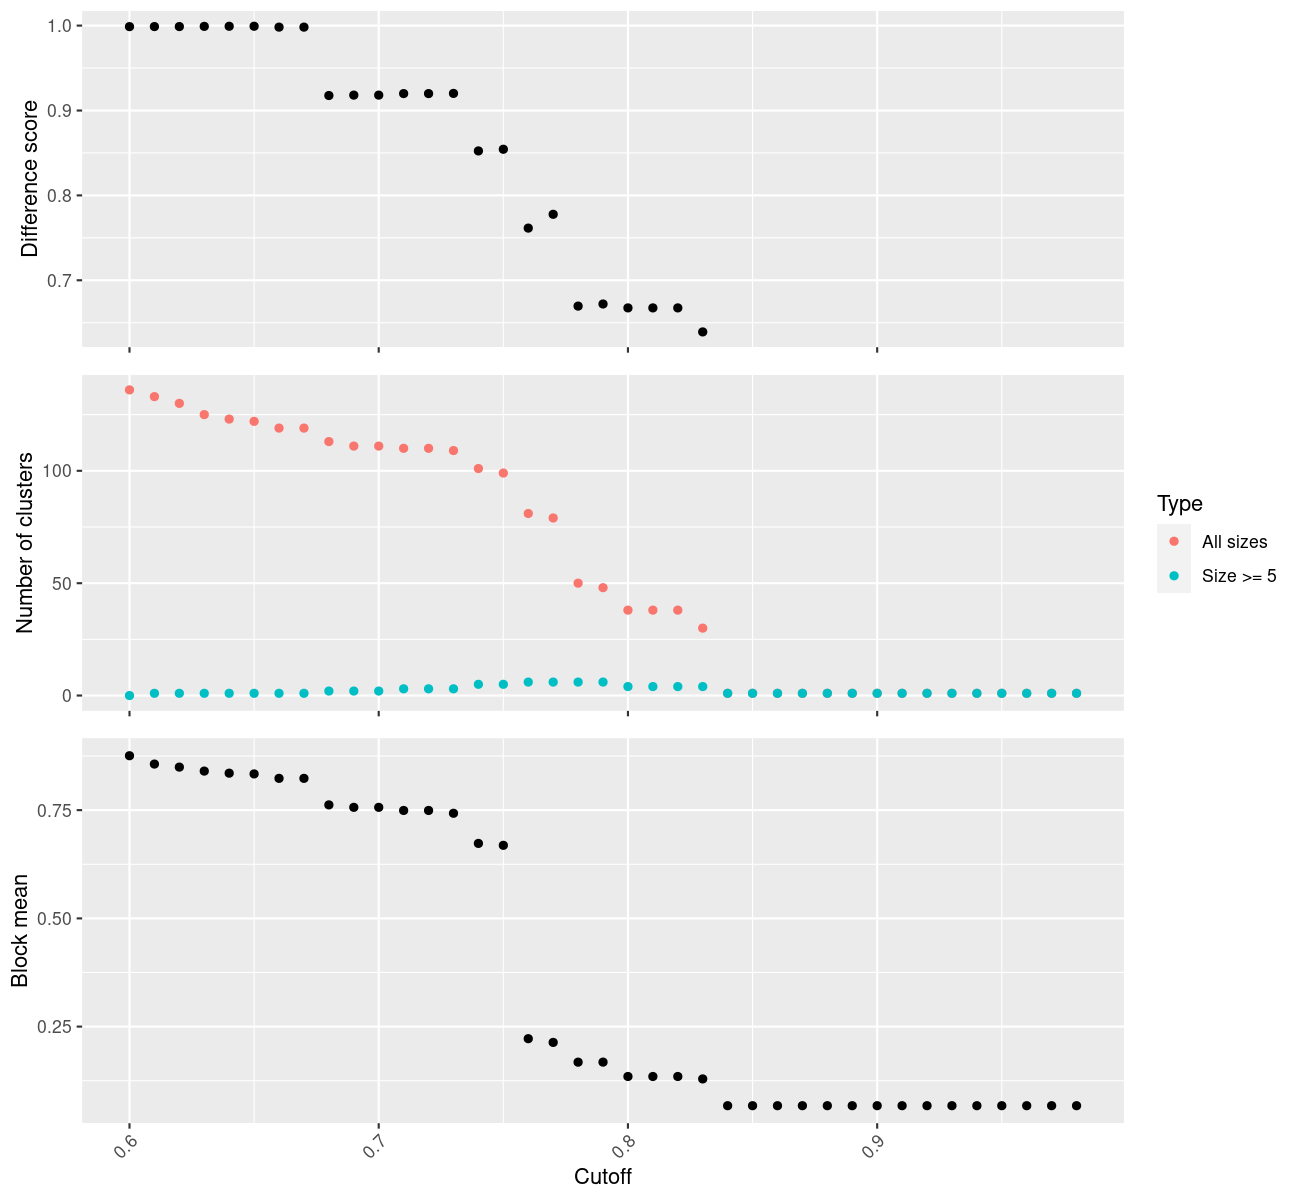 1.0
0.9
0.8
0.7
Difference score
100
50
0
Number of clusters
Type
All sizes
Size >= 5
0.75
0.50
0.25
Block mean
0.6 0.7 0.8 0.9
Cutoff